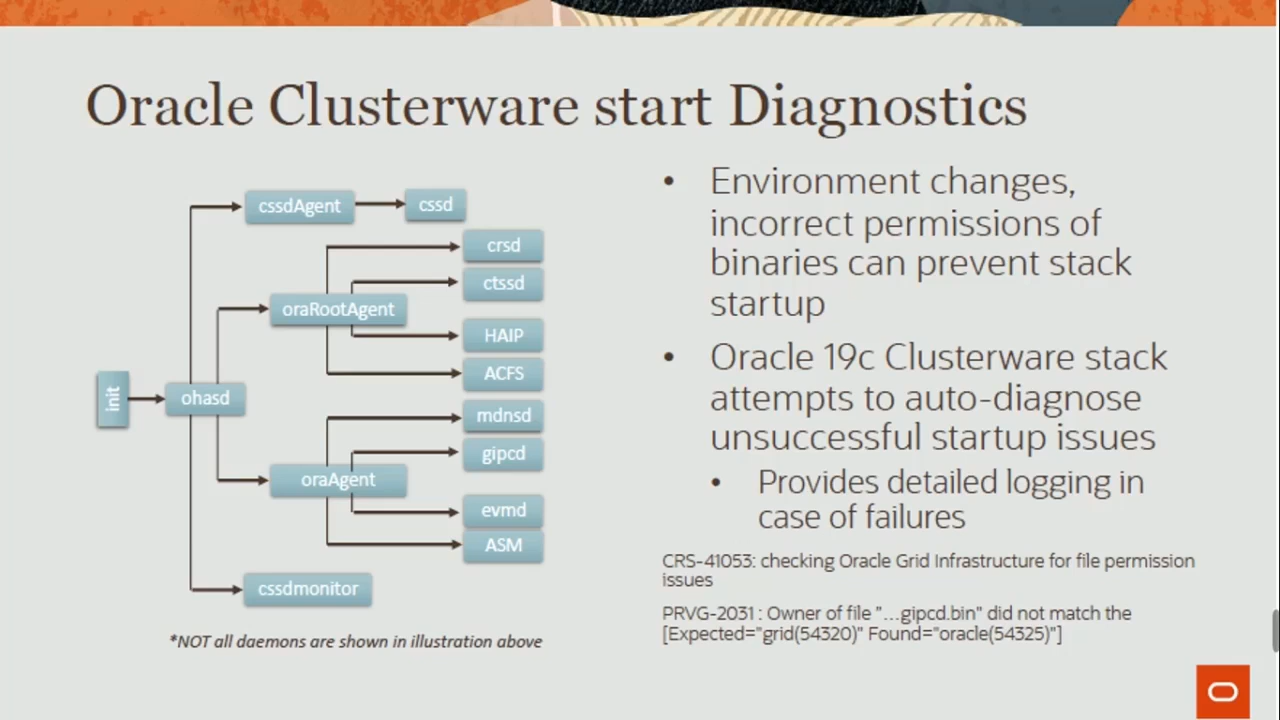 Oracle Clusterware start Diagnostics
cssdAgent
cssd
crsd
ctssd
oraRootAgent
HAIP
ACFS
init
ohasd
mdnsd
gipcd
oraAgent
evmd
ASM
cssdmonitor
*NOT all daemons are shown in illustration above
• Environment changes,
incorrect permissions of
binaries can prevent stack
startup
• Oracle 19c Clusterware stack
attempts to auto-diagnose
unsuccessful startup issues
• Provides detailed logging in
case of failures
CRS-41053: checking Oracle Grid Infrastructure for file permission
issues
PRVG-2031 : Owner of file "...gipcd.bin" did not match the
[Expected="grid(54320)" Found="oracle(54325)"]